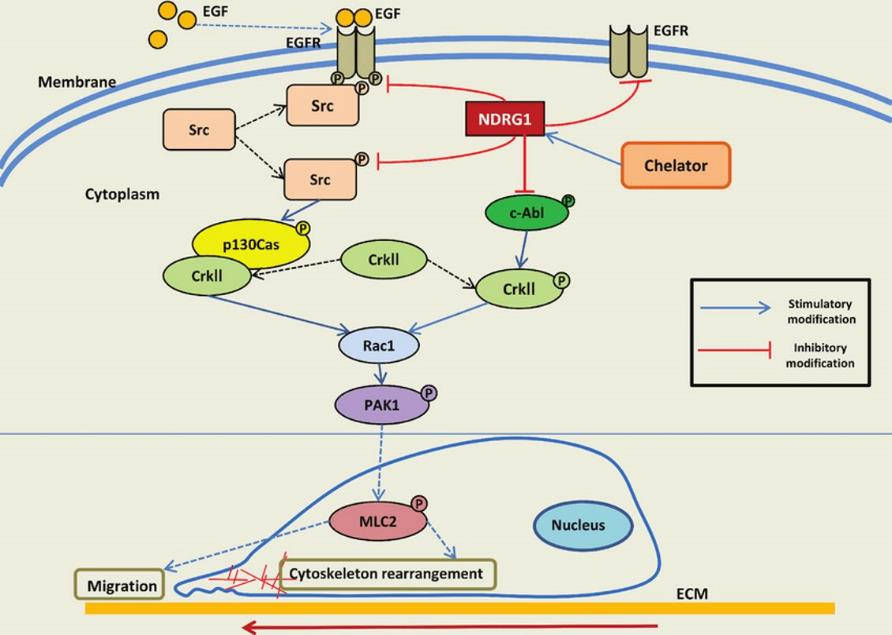 EGF
EGF
EGFR
EGFR
Membrane
P
P
P
Src
NDRG1
Src
P
Src
Chelator
Cytoplasm
c-Abl
P
p130Cas
P
CrkII
CrkII
CrkII
P
Stimulatory
modification
Inhibitory
modification
Rac1
PAK1
P
MLC2
P
Nucleus
Migration
Cytoskeleton rearrangement
ECM